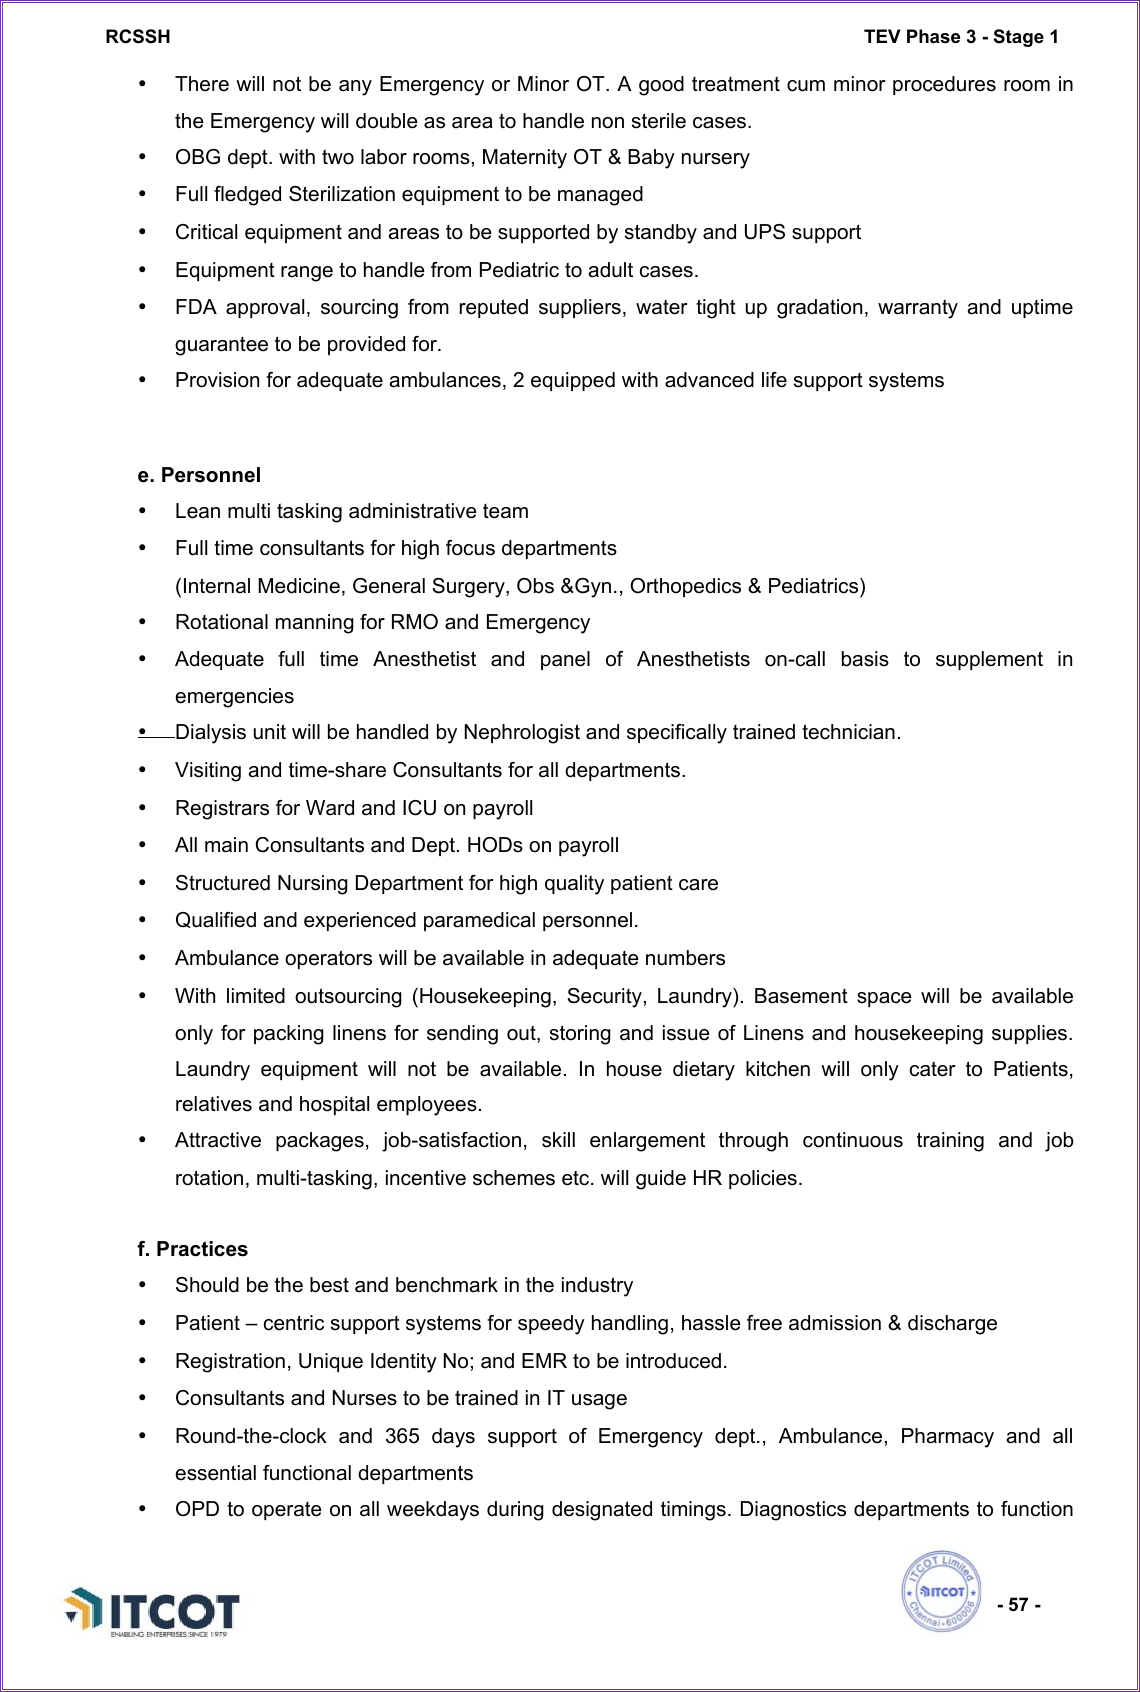 RCSSH TEV Phase 3 - Stage 1
• There will not be any Emergency or Minor OT. A good treatment cum minor procedures room in
the Emergency will double as area to handle non sterile cases.
• OBG dept. with two labor rooms, Maternity OT & Baby nursery
• Full fledged Sterilization equipment to be managed
• Critical equipment and areas to be supported by standby and UPS support
• Equipment range to handle from Pediatric to adult cases.
• FDA approval, sourcing from reputed suppliers, water tight up gradation, warranty and uptime
guarantee to be provided for.
• Provision for adequate ambulances, 2 equipped with advanced life support systems
e. Personnel
• Lean multi tasking administrative team
• Full time consultants for high focus departments
(Internal Medicine, General Surgery, Obs &Gyn., Orthopedics & Pediatrics)
• Rotational manning for RMO and Emergency
• Adequate full time Anesthetist and panel of Anesthetists on-call basis to supplement in
emergencies
• Dialysis unit will be handled by Nephrologist and specifically trained technician.
• Visiting and time-share Consultants for all departments.
• Registrars for Ward and ICU on payroll
• All main Consultants and Dept. HODs on payroll
• Structured Nursing Department for high quality patient care
• Qualified and experienced paramedical personnel.
• Ambulance operators will be available in adequate numbers
• With limited outsourcing (Housekeeping, Security, Laundry). Basement space will be available
only for packing linens for sending out, storing and issue of Linens and housekeeping supplies.
Laundry equipment will not be available. In house dietary kitchen will only cater to Patients,
relatives and hospital employees.
• Attractive packages, job-satisfaction, skill enlargement through continuous training and job
rotation, multi-tasking, incentive schemes etc. will guide HR policies.
f. Practices
• Should be the best and benchmark in the industry
• Patient – centric support systems for speedy handling, hassle free admission & discharge
• Registration, Unique Identity No; and EMR to be introduced.
• Consultants and Nurses to be trained in IT usage
• Round-the-clock and 365 days support of Emergency dept., Ambulance, Pharmacy and all
essential functional departments
• OPD to operate on all weekdays during designated timings. Diagnostics departments to function
ITCOT
ENABLING ENTERPRISES SINCE 1979
ITCOT Limited
ITCOT
Chennai-600006
- 57 -